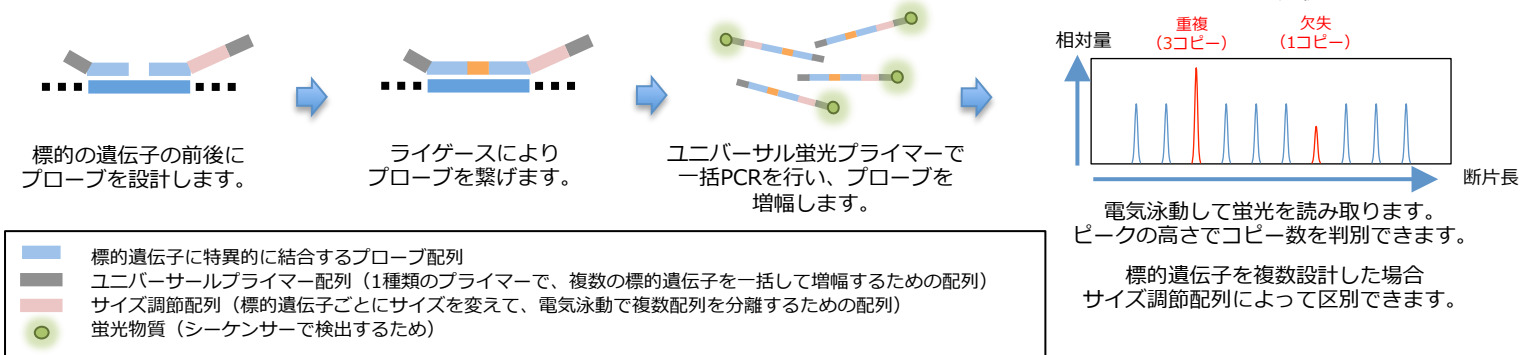 標的の遺伝子の前後に
プローブを設計します。
ライゲースにより
プローブを繋げます。
ユニバーサル蛍光プライマーで
一括PCRを行い、プローブを
増幅します。
相対量
重複
（3コピー）
欠失
（1コピー）
断片長
電気泳動して蛍光を読み取ります。
ピークの高さでコピー数を判別できます。
標的遺伝子を複数設計した場合
サイズ調節配列によって区別できます。
標的遺伝子に特異的に結合するプローブ配列
ユニバーサールプライマー配列（1種類のプライマーで、複数の標的遺伝子を一括して増幅するための配列）
サイズ調節配列（標的遺伝子ごとにサイズを変えて、電気泳動で複数配列を分離するための配列）
蛍光物質（シーケンサーで検出するため）